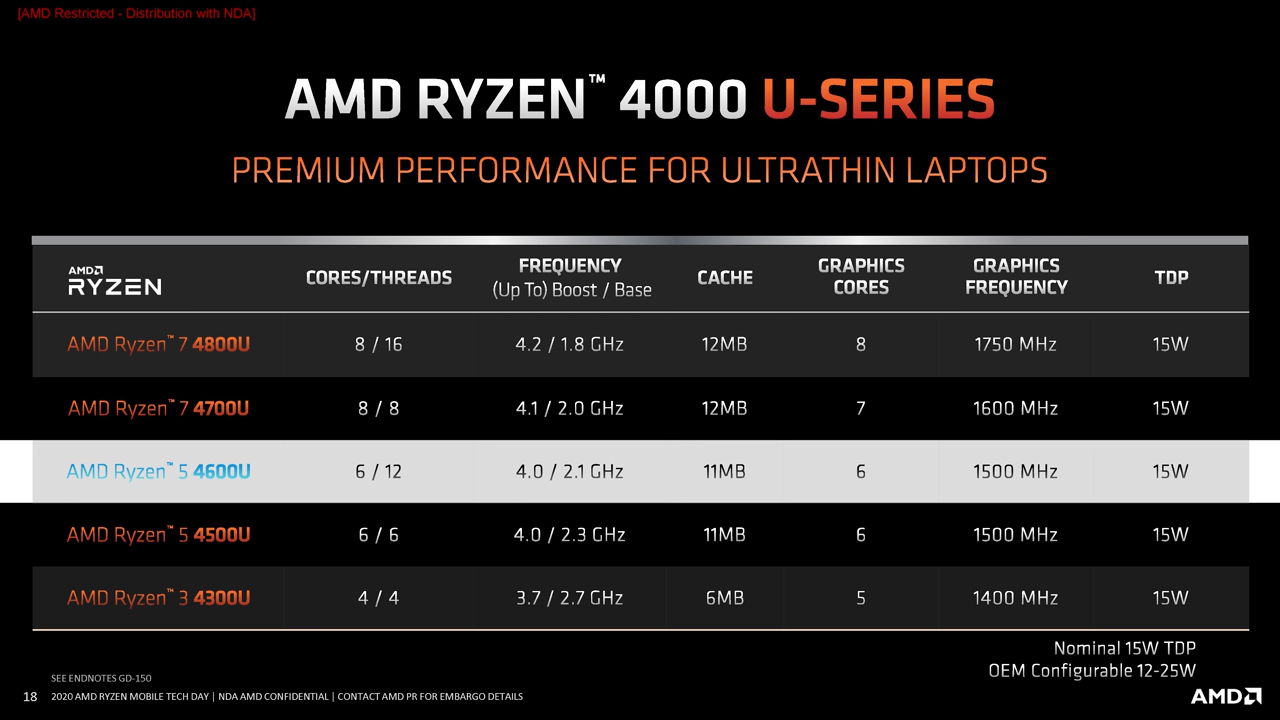 [AMD Restricted - Distribution with NDA]
AMD RYZEN™ 4000 U-SERIES
PREMIUM PERFORMANCE FOR ULTRATHIN LAPTOPS
AMD RYZEN CORES/THREADS FREQUENCY (Up To) Boost / Base CACHE GRAPHICS CORES GRAPHICS FREQUENCY TDP
AMD Ryzen™ 7 4800U 8 / 16 4.2 / 1.8 GHz 12MB 8 1750 MHz 15W
AMD Ryzen™ 7 4700U 8 / 8 4.1 / 2.0 GHz 12MB 7 1600 MHz 15W
AMD Ryzen™ 5 4600U 6 / 12 4.0 / 2.1 GHz 11MB 6 1500 MHz 15W
AMD Ryzen™ 5 4500U 6 / 6 4.0 / 2.3 GHz 11MB 6 1500 MHz 15W
AMD Ryzen™ 3 4300U 4 / 4 3.7 / 2.7 GHz 6MB 5 1400 MHz 15W
Nominal 15W TDP
OEM Configurable 12-25W
SEE ENDNOTES GD-150
18 2020 AMD RYZEN MOBILE TECH DAY | NDA AMD CONFIDENTIAL | CONTACT AMD PR FOR EMBARGO DETAILS
AMD